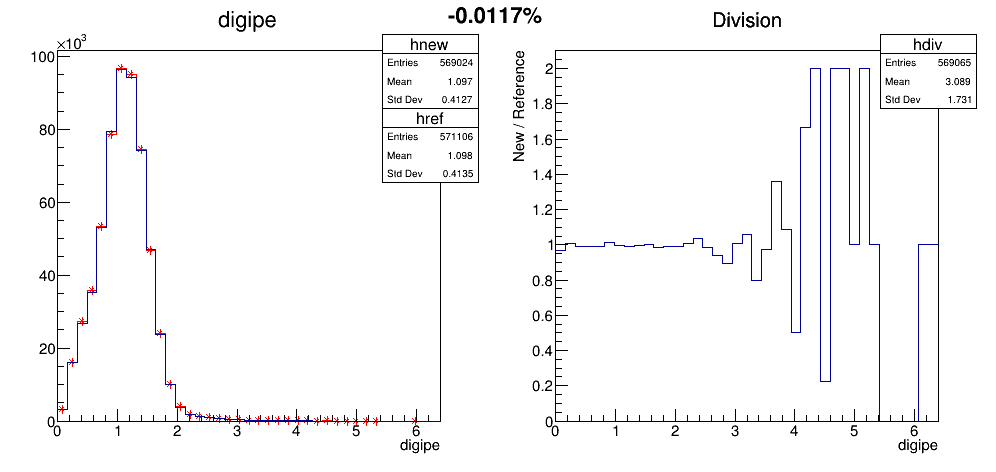 -0.0117%
digipe
×10³
100
80
60
40
20
0
0 1 2 3 4 5 6
digipe
hnew
Entries 569024
Mean 1.097
Std Dev 0.4127
href
Entries 571106
Mean 1.098
Std Dev 0.4135
Division
New / Reference
2
1.8
1.6
1.4
1.2
1
0.8
0.6
0.4
0.2
0
0 1 2 3 4 5 6
digipe
hdiv
Entries 569065
Mean 3.089
Std Dev 1.731